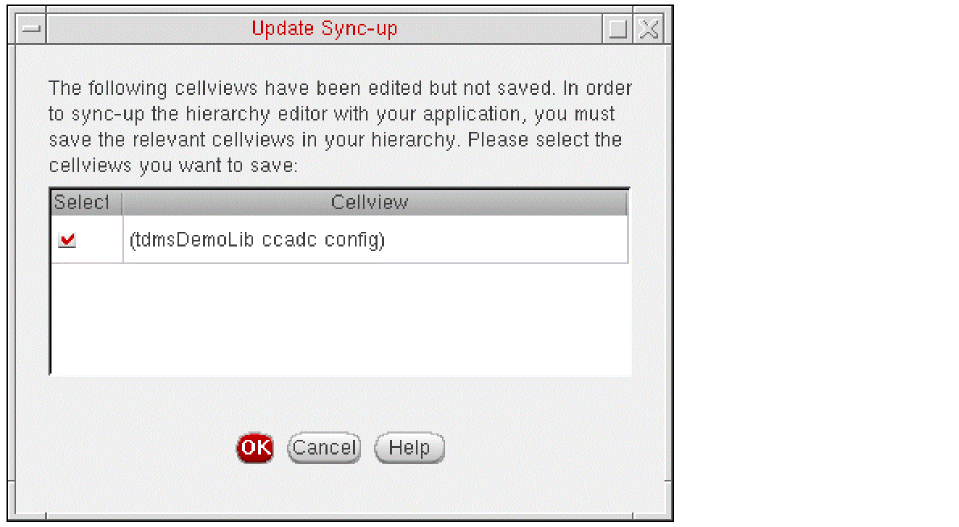 Update Sync-up
The following cellviews have been edited but not saved. In order
to sync-up the hierarchy editor with your application, you must
save the relevant cellviews in your hierarchy. Please select the
cellviews you want to save:
Select Cellview
(tdmsDemoLib ccadc config)
OK Cancel Help